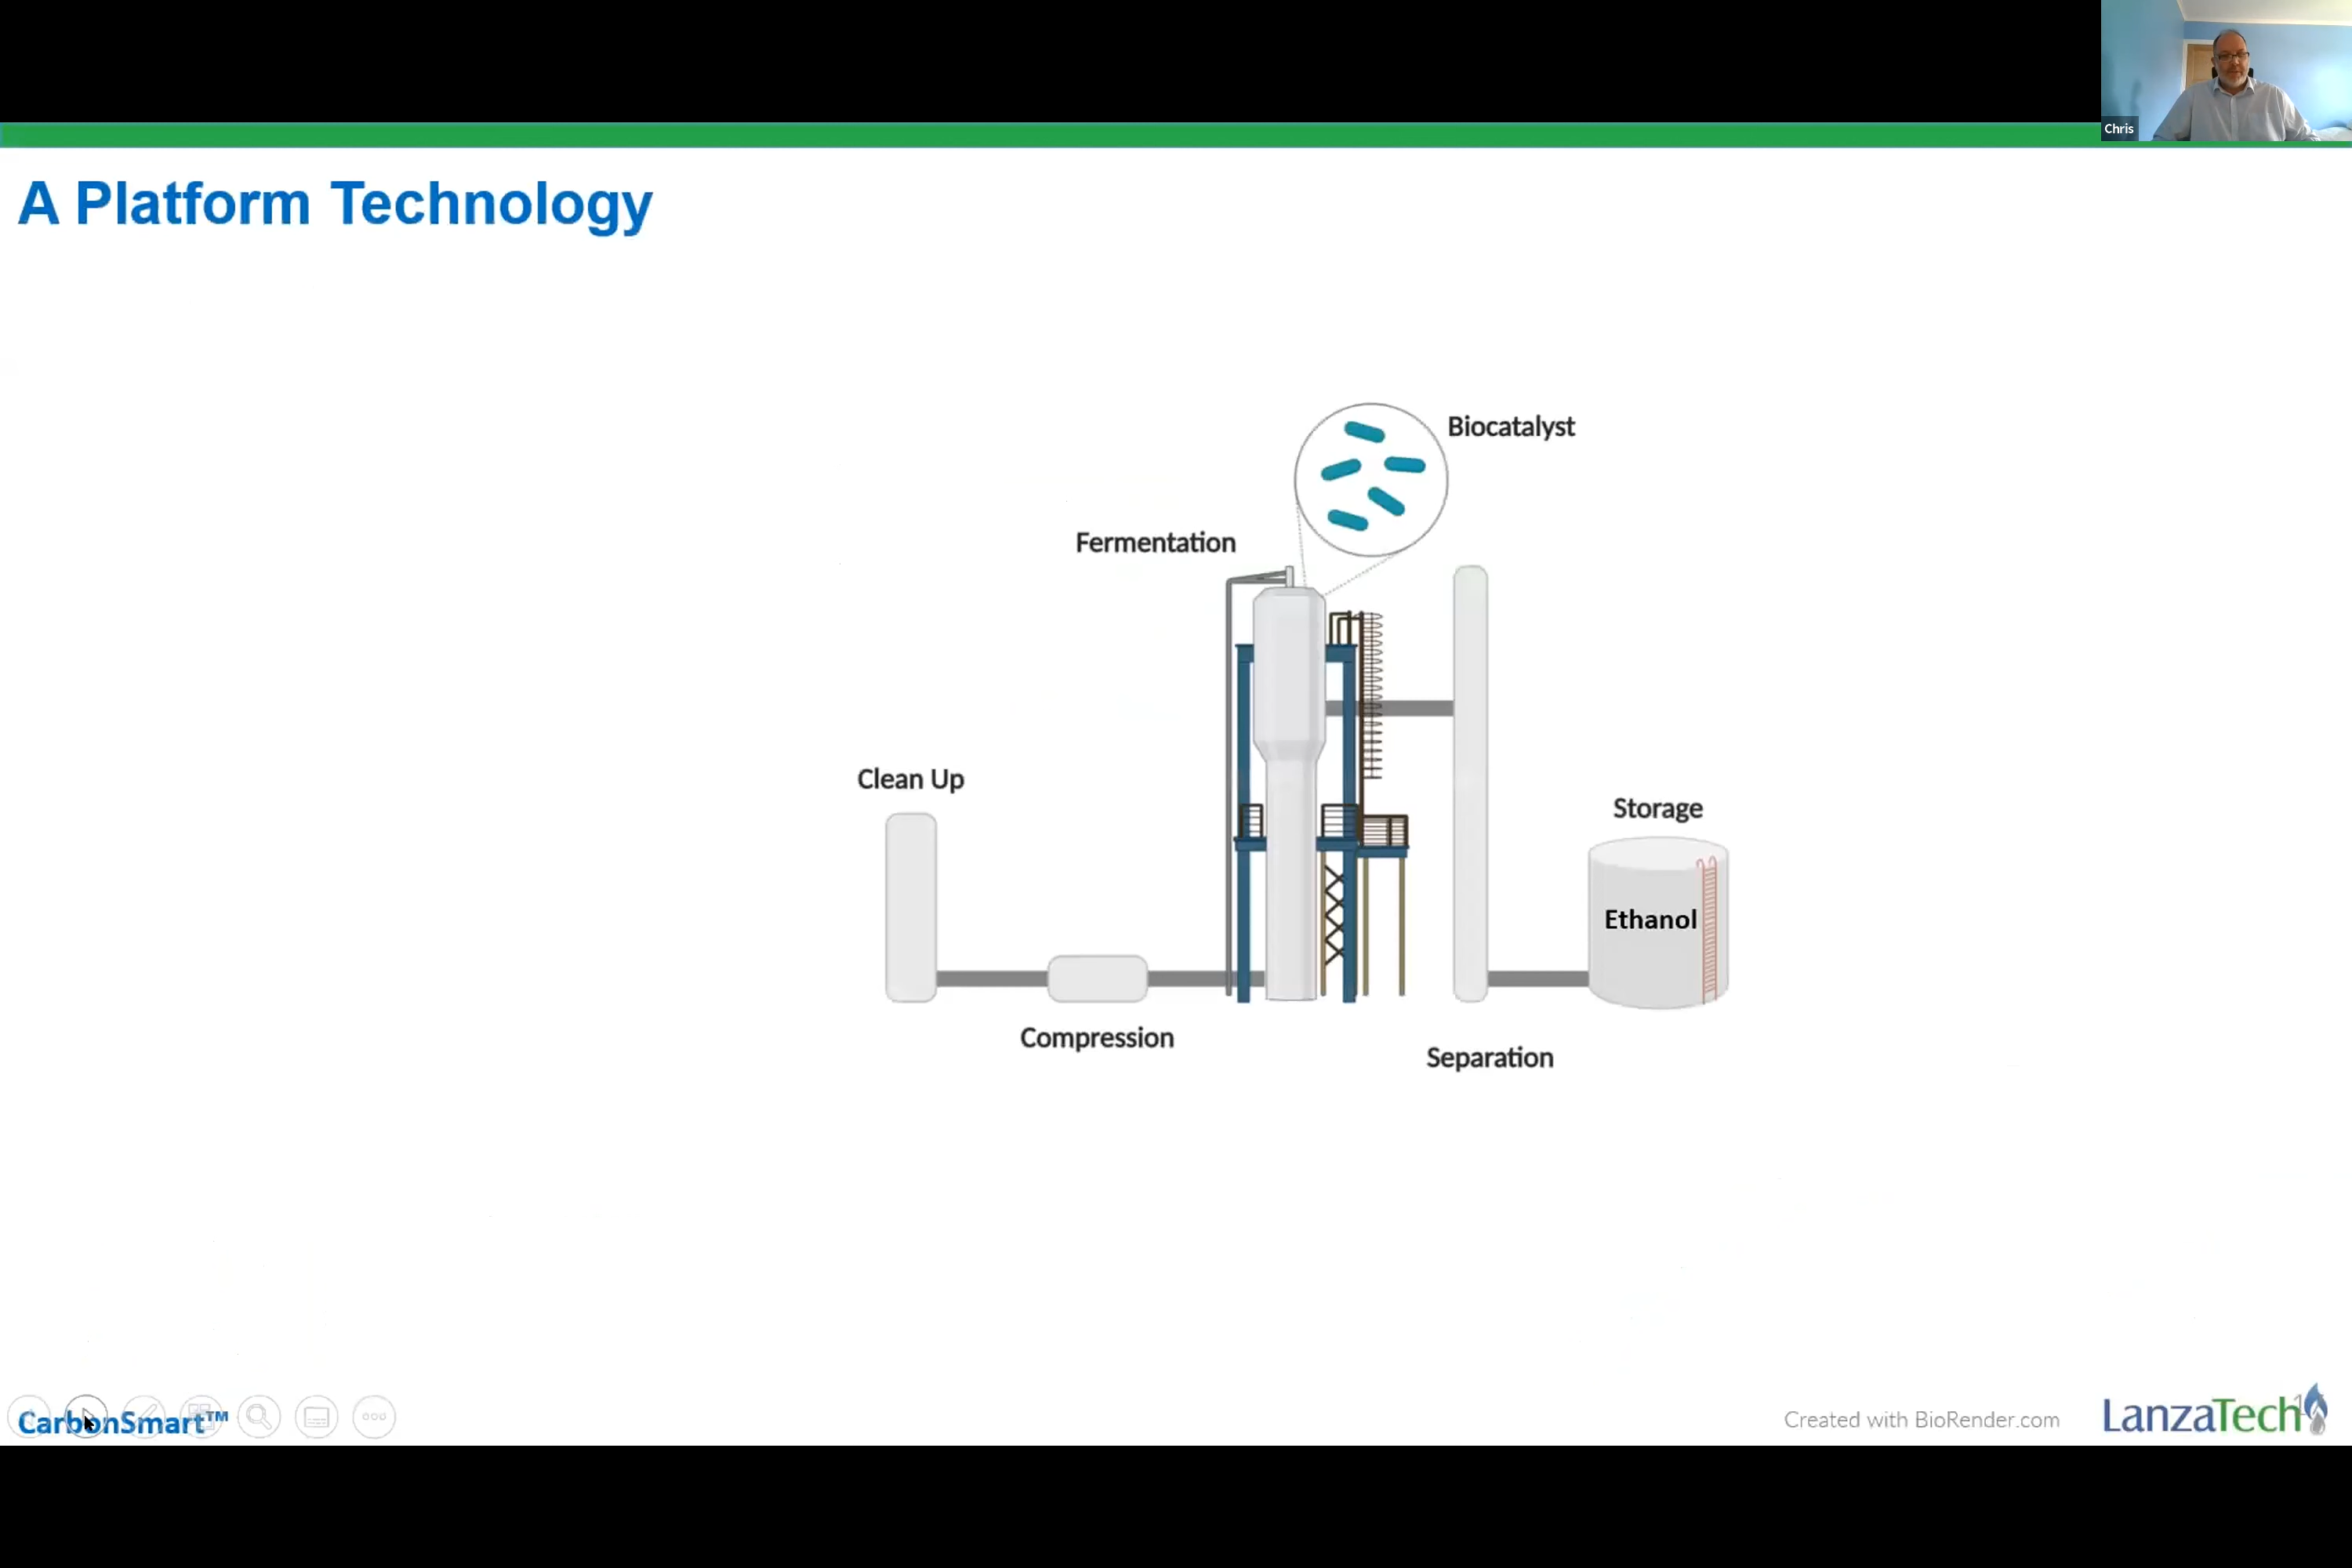 Chris
A Platform Technology
Biocatalyst
Fermentation
Clean Up
Storage
Ethanol
Compression
Separation
CarbonSmart™
Created with BioRender.com
LanzaTech